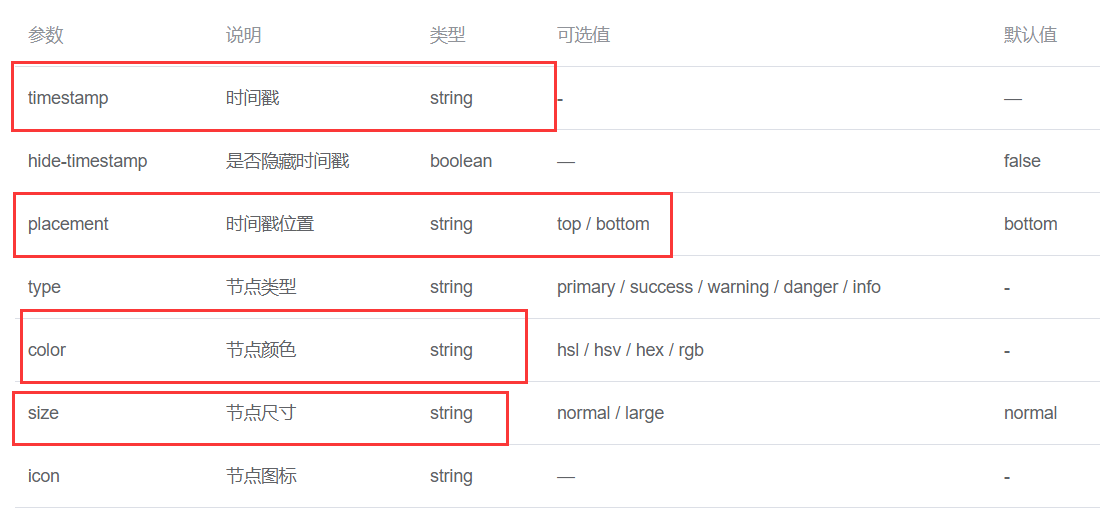 参数 说明 类型 可选值 默认值
timestamp 时间戳 string - —
hide-timestamp 是否隐藏时间戳 boolean — false
placement 时间戳位置 string top / bottom bottom
type 节点类型 string primary / success / warning / danger / info -
color 节点颜色 string hsl / hsv / hex / rgb -
size 节点尺寸 string normal / large normal
icon 节点图标 string — -